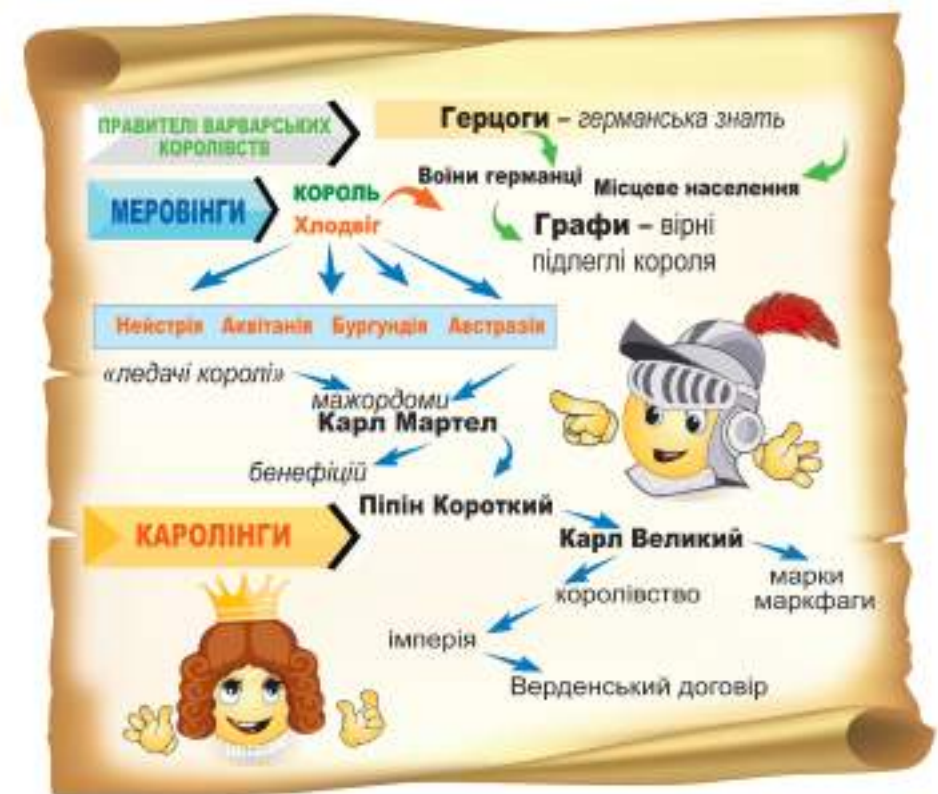 ПРАВИТЕЛІ ВАРВАРСЬКИХ
КОРОЛІВСТВ
Герцоги – германська знать
Воїни германці
Місцеве населення
МЕРОВІНГИ
КОРОЛЬ
Хлодвіг
Графи – вірні
підлеглі короля
Нейстрія Аквітанія Бургундія Австразія
«ледачі королі»
мажордоми
Карл Мартел
бенефіцій
Піпін Короткий
КАРОЛІНГИ
Карл Великий
королівство
марки
маркфаги
імперія
Верденський договір